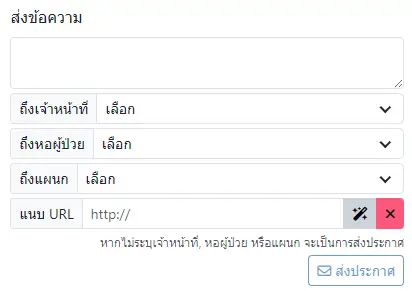 ส่งข้อความ
ถึงเจ้าหน้าที่ เลือก
ถึงหอผู้ป่วย เลือก
ถึงแผนก เลือก
แนบ URL http://
หากไม่ระบุเจ้าหน้าที่, หอผู้ป่วย หรือแผนก จะเป็นการส่งประกาศ
ส่งประกาศ